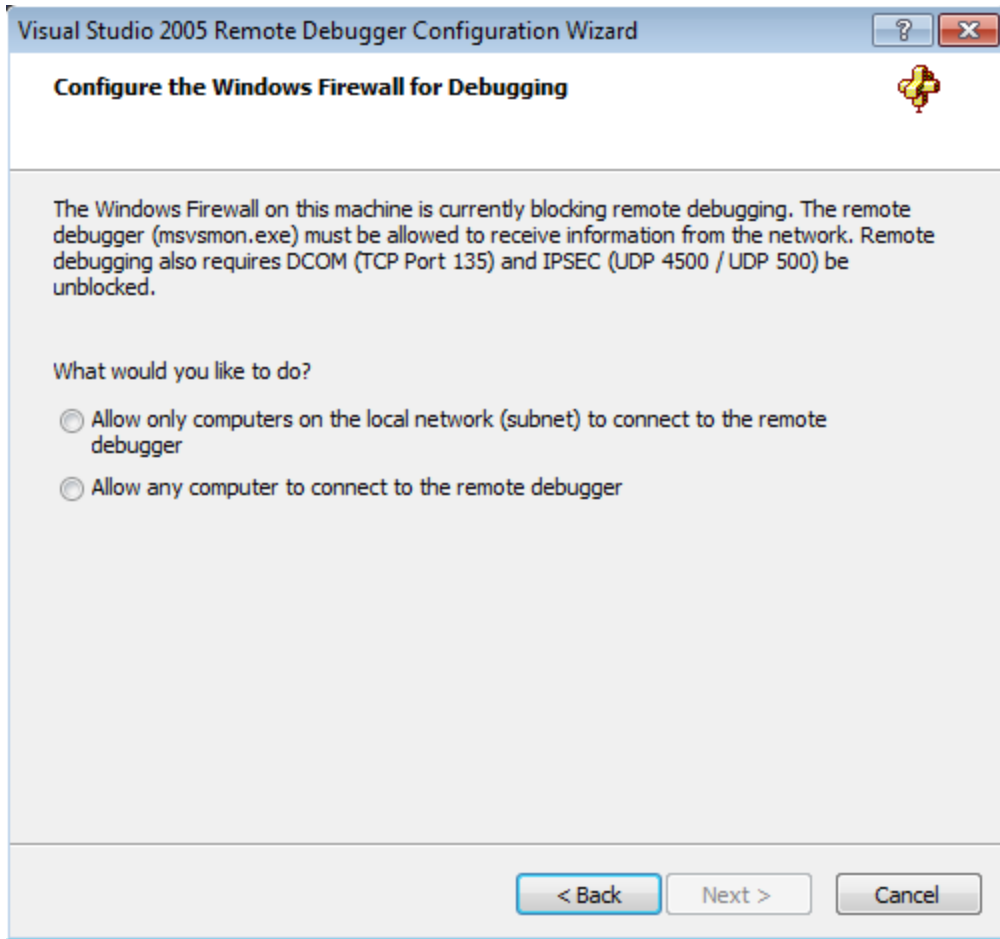 Visual Studio 2005 Remote Debugger Configuration Wizard
?
Configure the Windows Firewall for Debugging
The Windows Firewall on this machine is currently blocking remote debugging. The remote
debugger (msvsmon.exe) must be allowed to receive information from the network. Remote
debugging also requires DCOM (TCP Port 135) and IPSEC (UDP 4500 / UDP 500) be
unblocked.
What would you like to do?
Allow only computers on the local network (subnet) to connect to the remote
debugger
Allow any computer to connect to the remote debugger
< Back Next > Cancel